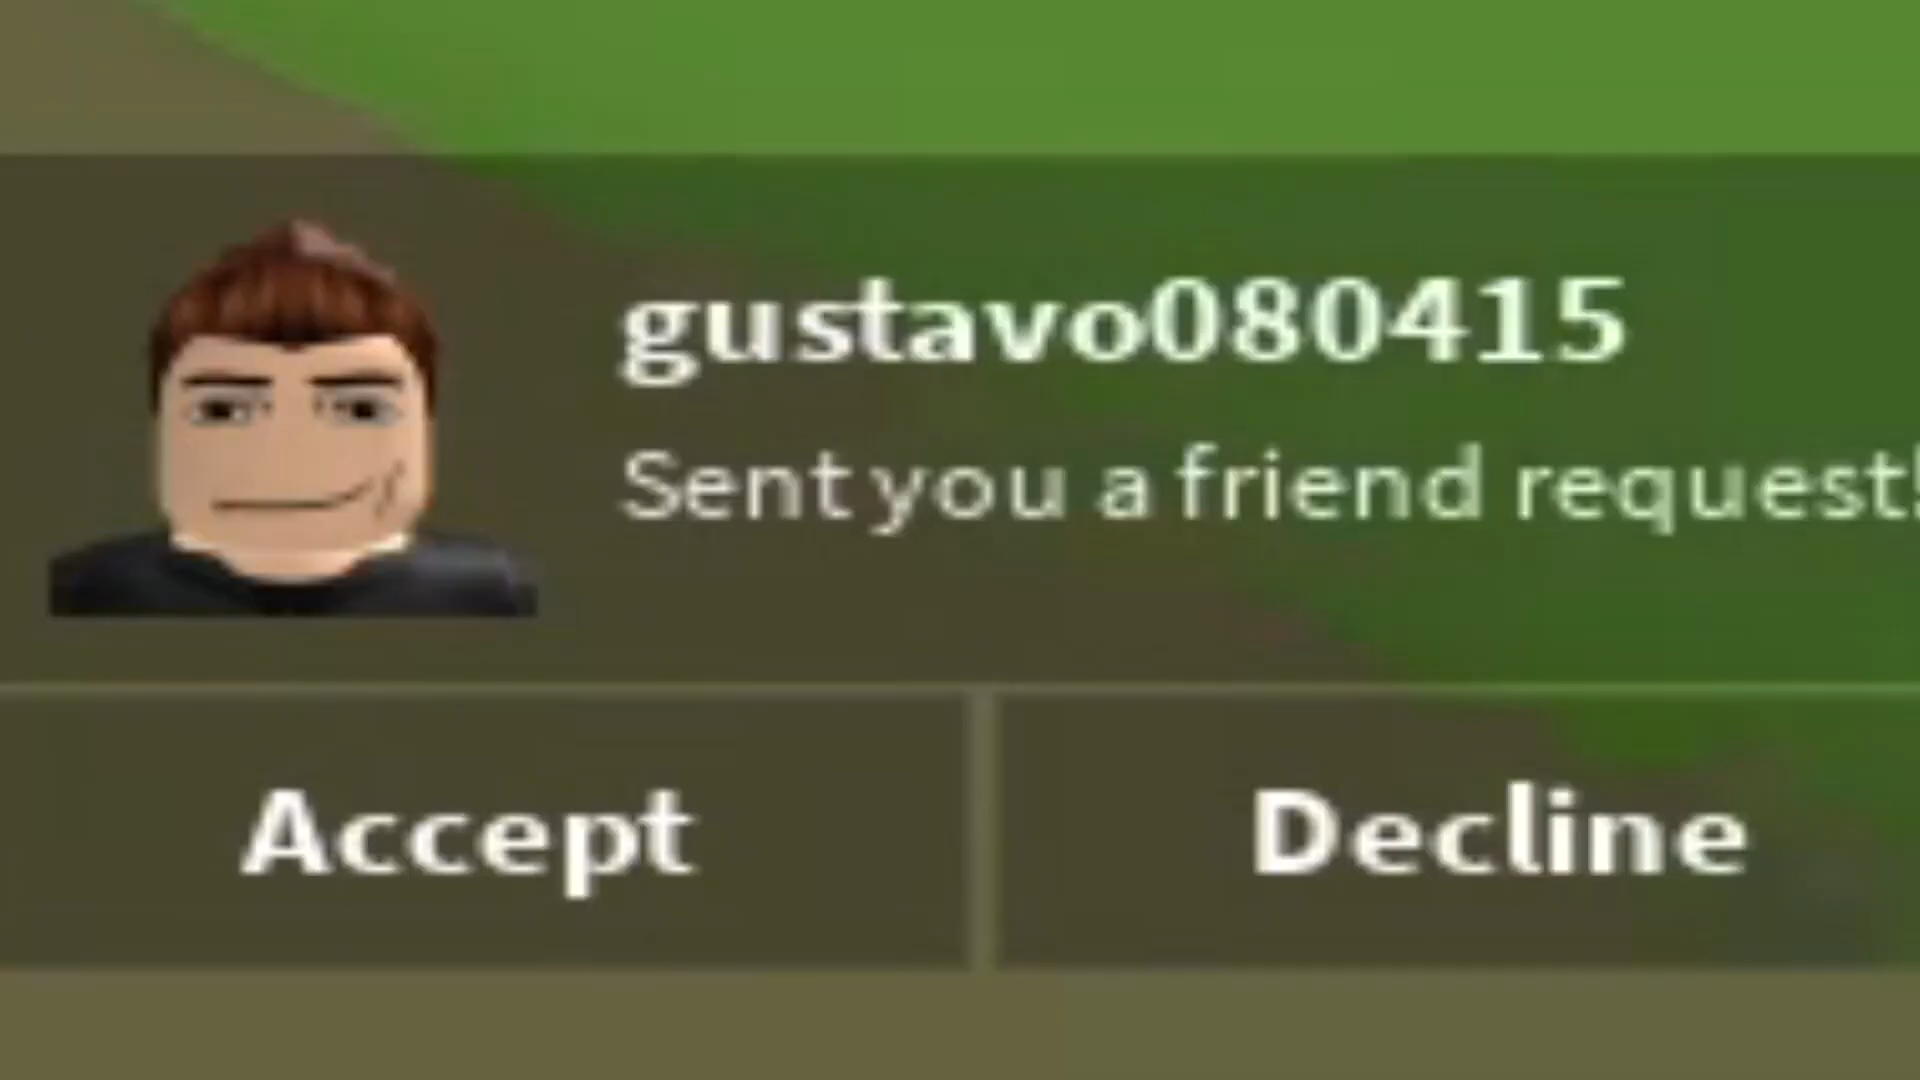 gustavo080415
Sent you a friend request!
Accept
Decline